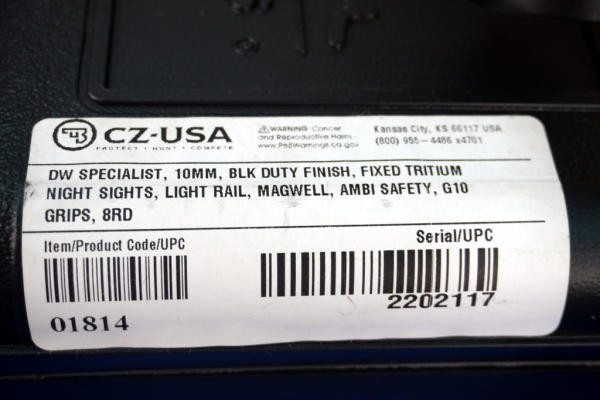 CZ-USA
PROTECT • HUNT • COMPETE
WARNING: Cancer
and Reproductive Harm -
www.P65Warnings.ca.gov
Kansas City, KS 66117 USA
(800) 955-4486 x4701
DW SPECIALIST, 10MM, BLK DUTY FINISH, FIXED TRITIUM
NIGHT SIGHTS, LIGHT RAIL, MAGWELL, AMBI SAFETY, G10
GRIPS, 8RD
Item/Product Code/UPC
Serial/UPC
01814
2202117